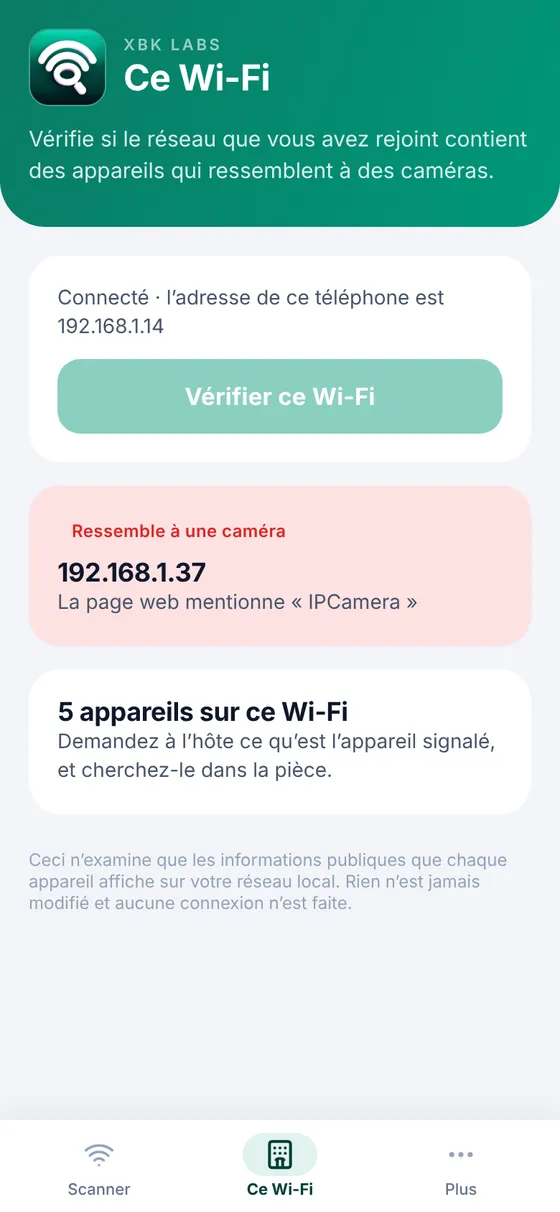 XBK LABS
Ce Wi-Fi
Vérifie si le réseau que vous avez rejoint contient
des appareils qui ressemblent à des caméras.
Connecté · l’adresse de ce téléphone est
192.168.1.14
Vérifier ce Wi-Fi
Ressemble à une caméra
192.168.1.37
La page web mentionne « IPCamera »
5 appareils sur ce Wi-Fi
Demandez à l’hôte ce qu’est l’appareil signalé,
et cherchez-le dans la pièce.
Ceci n’examine que les informations publiques que chaque
appareil affiche sur votre réseau local. Rien n’est jamais
modifié et aucune connexion n’est faite.
Scanner
Ce Wi-Fi
Plus